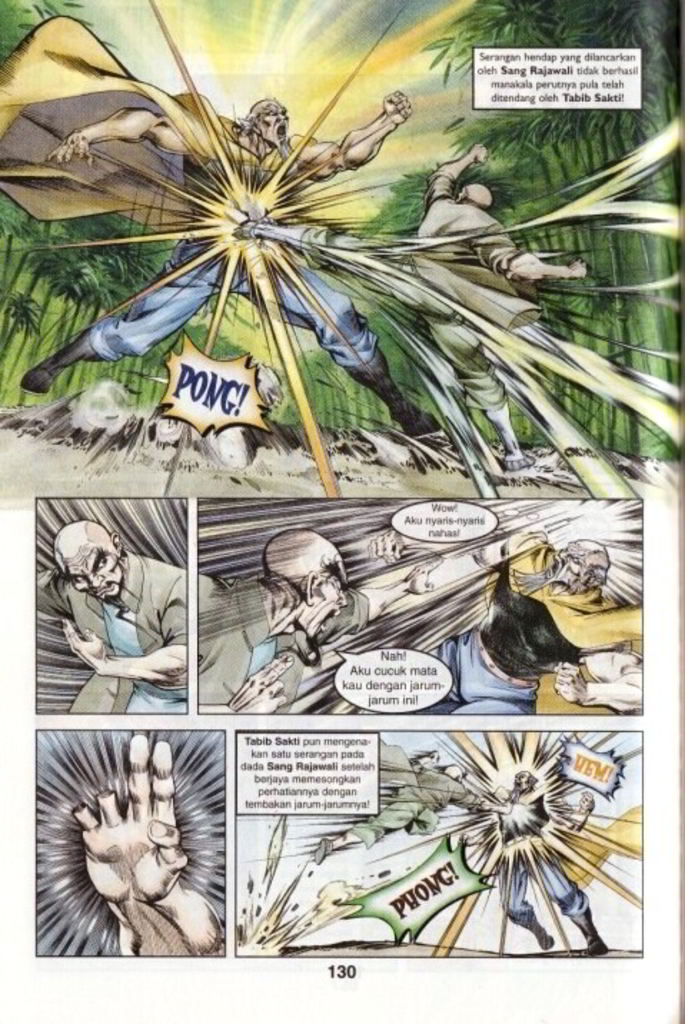 Serangan hendap yang dilancarkan
oleh Sang Rajawali tidak berhasil
manakala perutnya pula telah
ditendang oleh Tabib Sakti!
PONG!
Wow!
Aku nyaris-nyaris
nahas!
Nah!
Aku cucuk mata
kau dengan jarum-
jarum ini!
Tabib Sakti pun mengena-
kan satu serangan pada
dada Sang Rajawali setelah
berjaya memesongkan
perhatiannya dengan
tembakan jarum-jarumnya!
HEM!
PHONG!
130